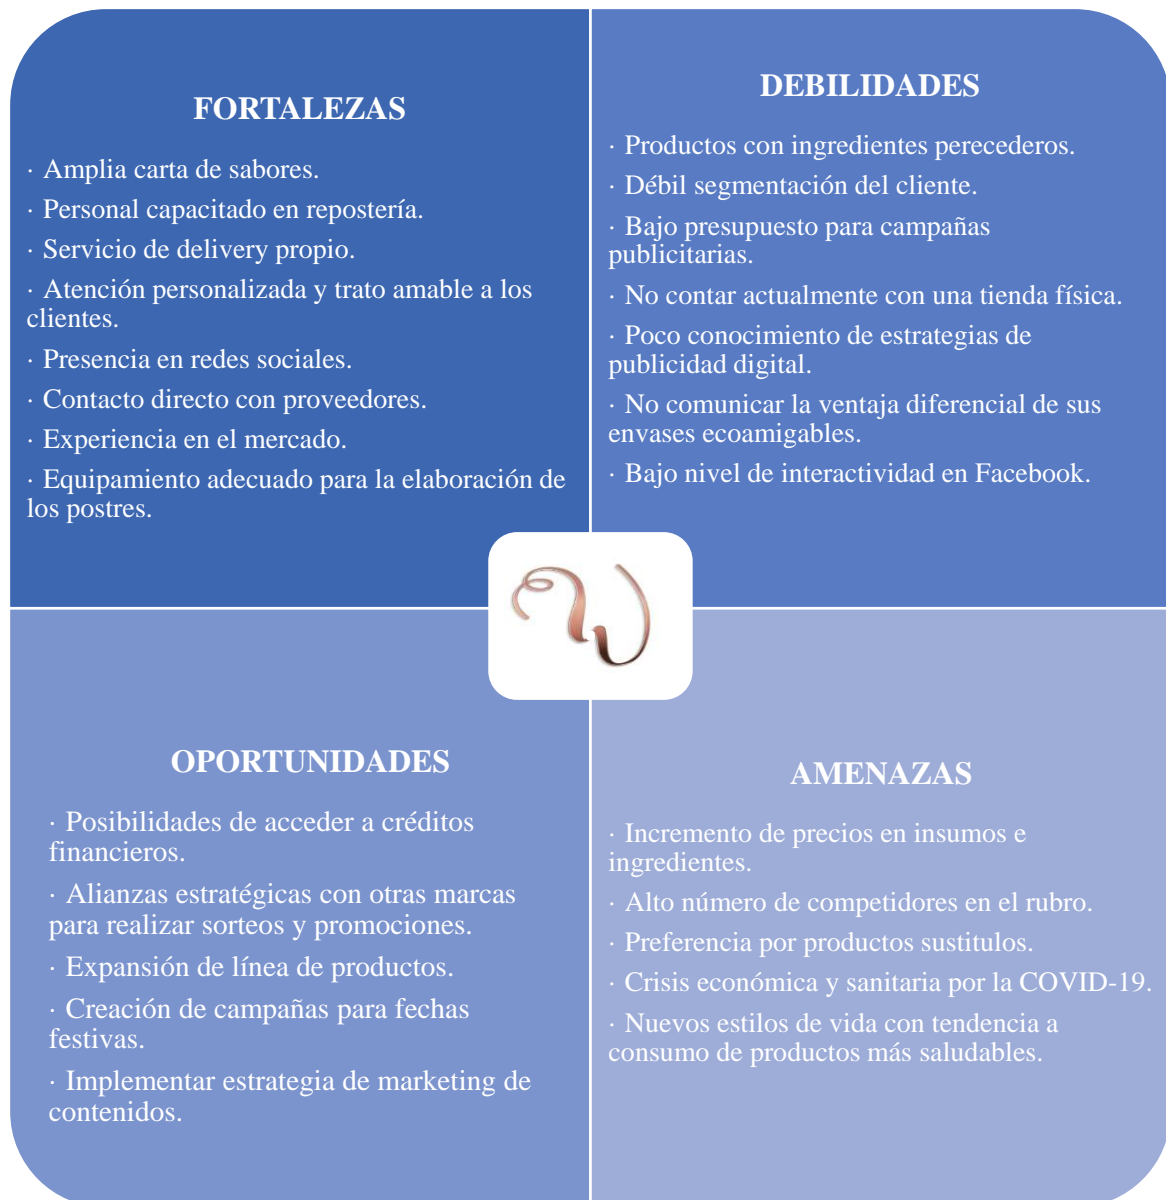 FORTALEZAS
· Amplia carta de sabores.
· Personal capacitado en repostería.
· Servicio de delivery propio.
· Atención personalizada y trato amable a los
clientes.
· Presencia en redes sociales.
· Contacto directo con proveedores.
· Experiencia en el mercado.
· Equipamiento adecuado para la elaboración de
los postres.
DEBILIDADES
· Productos con ingredientes perecederos.
· Débil segmentación del cliente.
· Bajo presupuesto para campañas
publicitarias.
· No contar actualmente con una tienda física.
· Poco conocimiento de estrategias de
publicidad digital.
· No comunicar la ventaja diferencial de sus
envases ecoamigables.
· Bajo nivel de interactividad en Facebook.
OPORTUNIDADES
· Posibilidades de acceder a créditos
financieros.
· Alianzas estratégicas con otras marcas
para realizar sorteos y promociones.
· Expansión de línea de productos.
· Creación de campañas para fechas
festivas.
· Implementar estrategia de marketing de
contenidos.
AMENAZAS
· Incremento de precios en insumos e
ingredientes.
· Alto número de competidores en el rubro.
· Preferencia por productos sustitulos.
· Crisis económica y sanitaria por la COVID-19.
· Nuevos estilos de vida con tendencia a
consumo de productos más saludables.